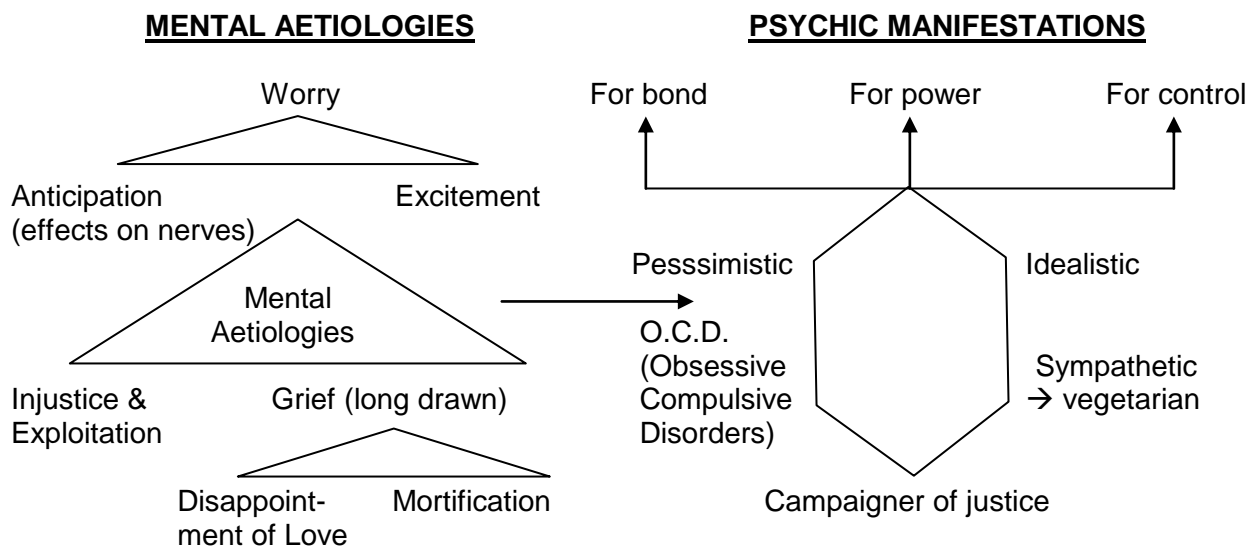 MENTAL AETIOLOGIES
PSYCHIC MANIFESTATIONS
Worry
For bond
For power
For control
Anticipation
(effects on nerves)
Excitement
Mental
Aetiologies
Injustice &
Exploitation
Grief (long drawn)
Disappoint-
ment of Love
Mortification
Pesssimistic
Idealistic
O.C.D.
(Obsessive
Compulsive
Disorders)
Sympathetic
→ vegetarian
Campaigner of justice